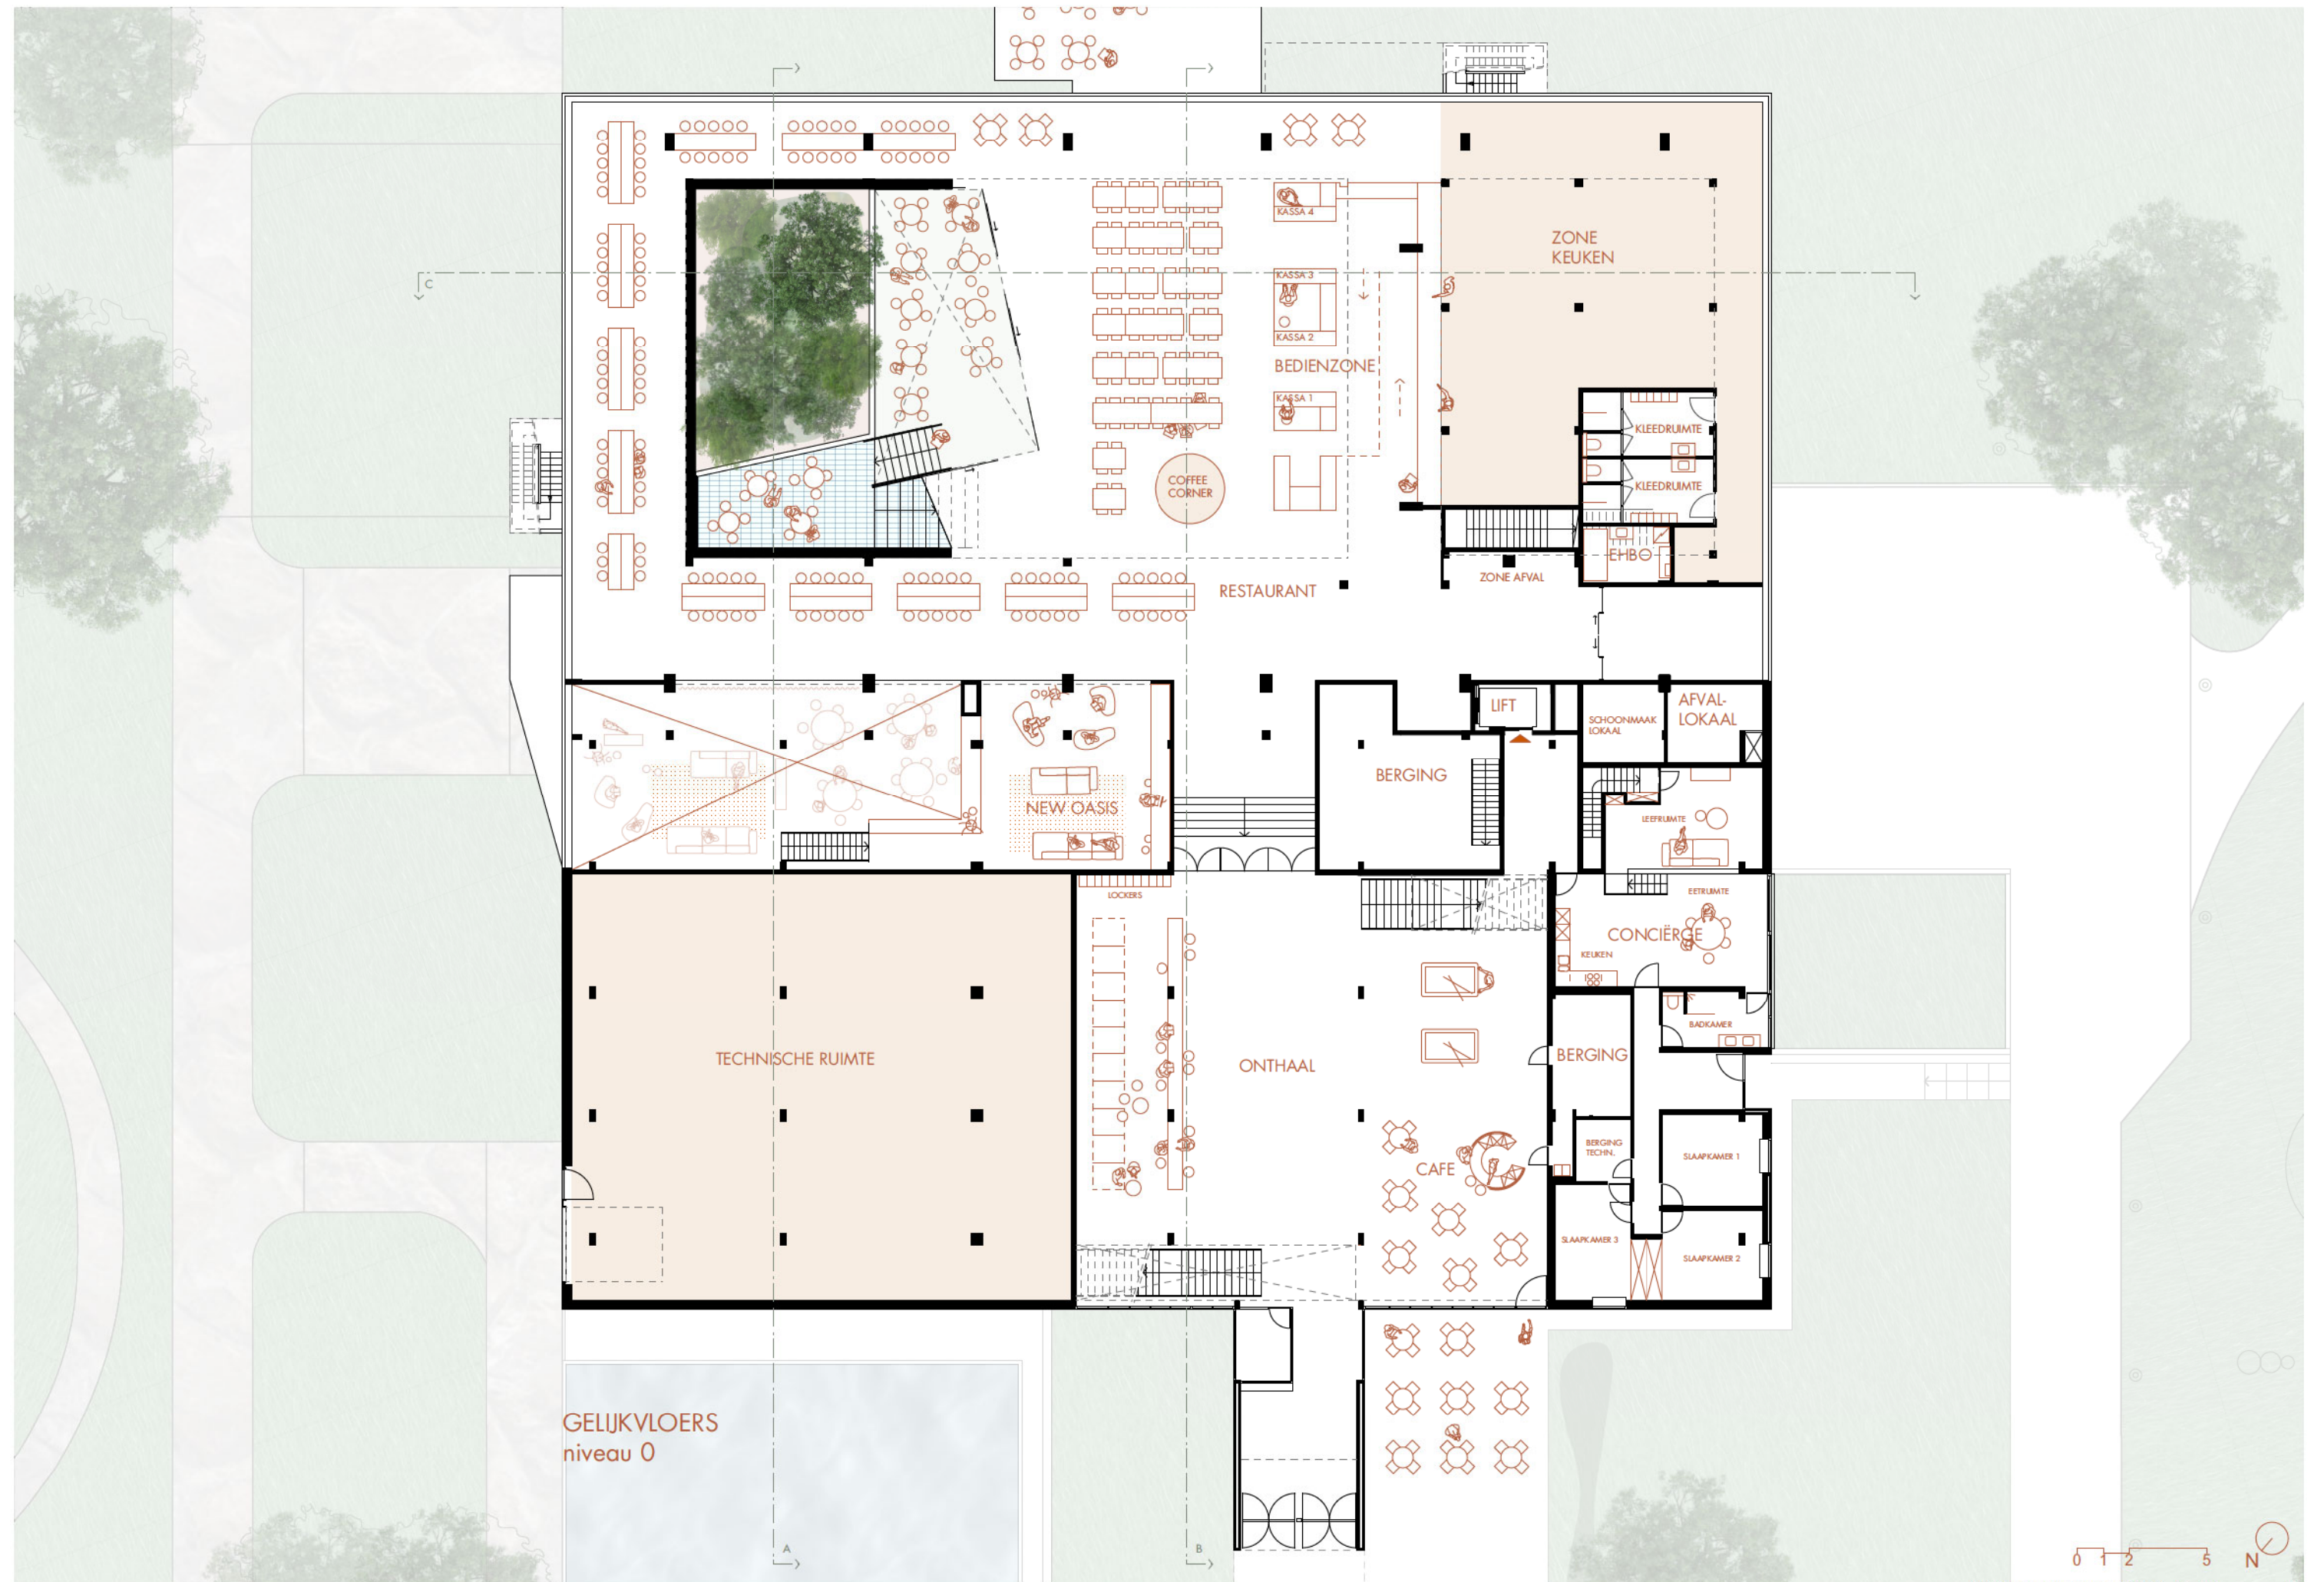 KASSA 4
ZONE
KEUKEN
C
KASSA 3
KASSA 2
BEDIENZONE
KASSA 1
KLEEDRUIMTE
COFFEE
CORNER
KLEEDRUIMTE
EHBO
ZONE AFVAL
RESTAURANT
LIFT
SCHOONMAAK
LOKAAL
AFVAL-
LOKAAL
BERGING
NEW OASIS
LEEFRUIMTE
LOCKERS
EETRUIMTE
CONCIËRGE
KEUKEN
BADKAMER
TECHNISCHE RUIMTE
ONTHAAL
BERGING
BERGING
TECHN.
SLAAPKAMER 1
CAFE
SLAAPKAMER 3
SLAAPKAMER 2
GELIJKVLOERS
niveau 0
A
B
0 1 2 5
N